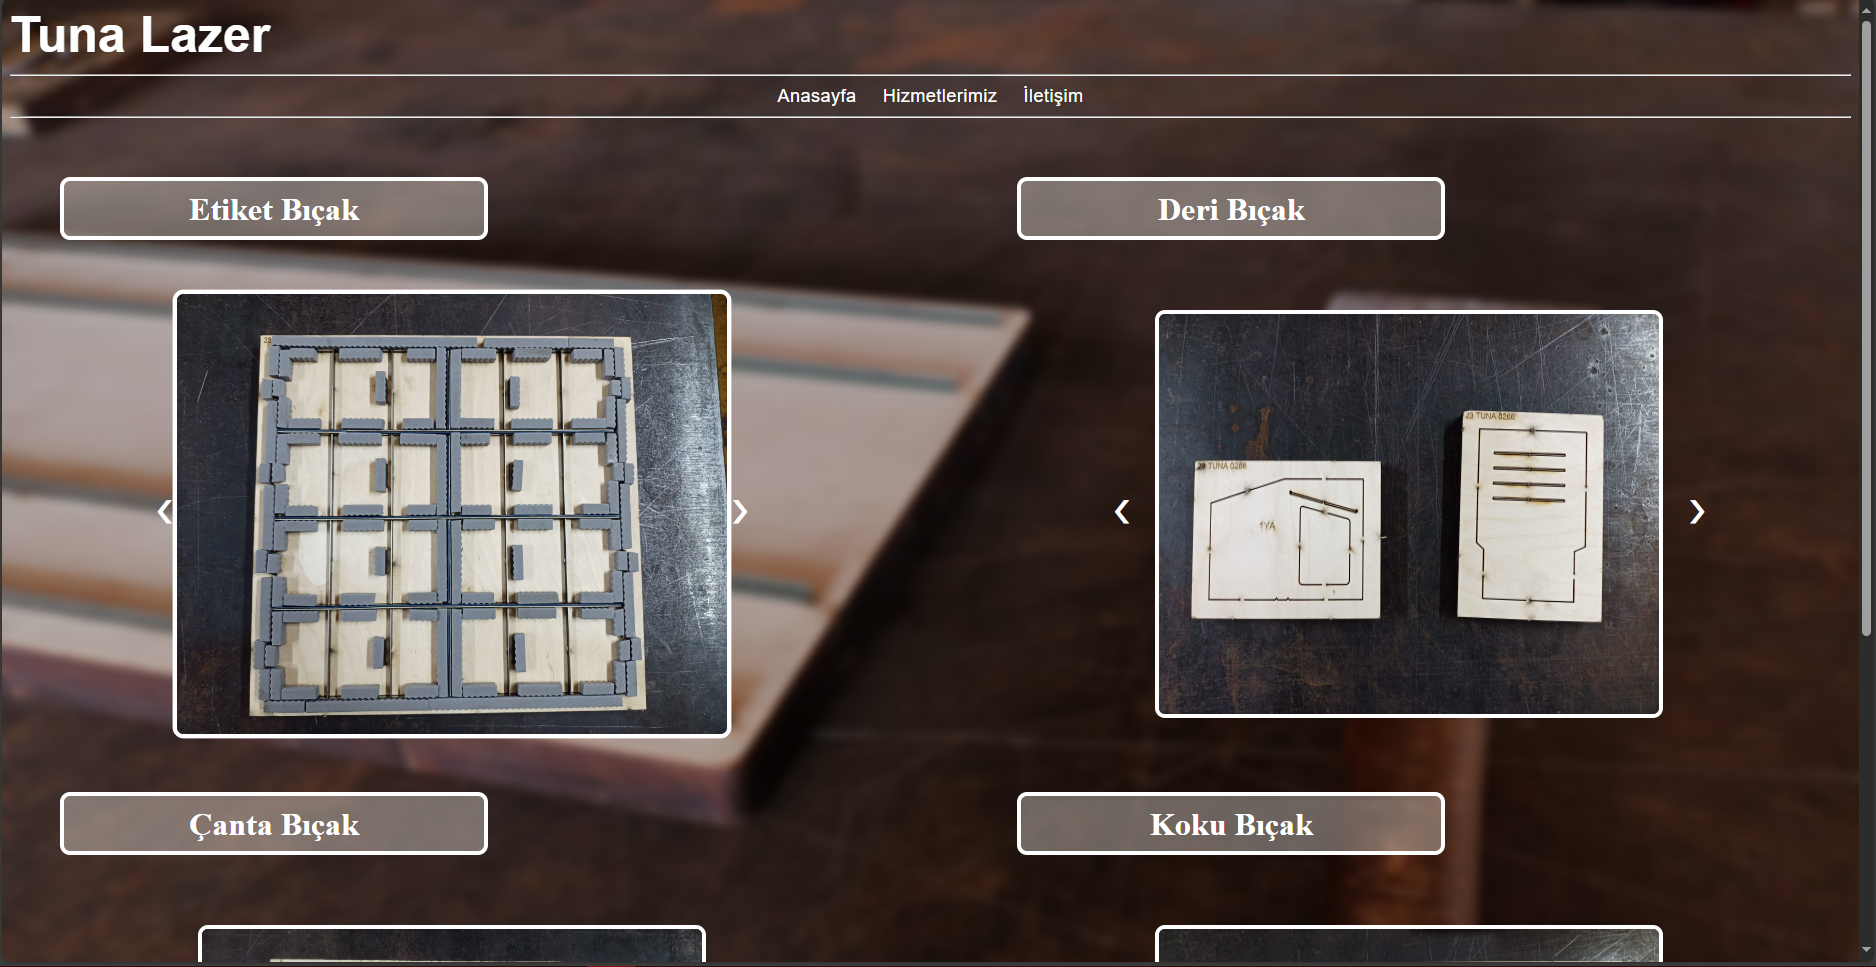 Tuna Lazer
Anasayfa Hizmetlerimiz İletişim
Etiket Bıçak
Deri Bıçak
23
23 TUNA 0266
23 TUNA 0266
1YA
Çanta Bıçak
Koku Bıçak